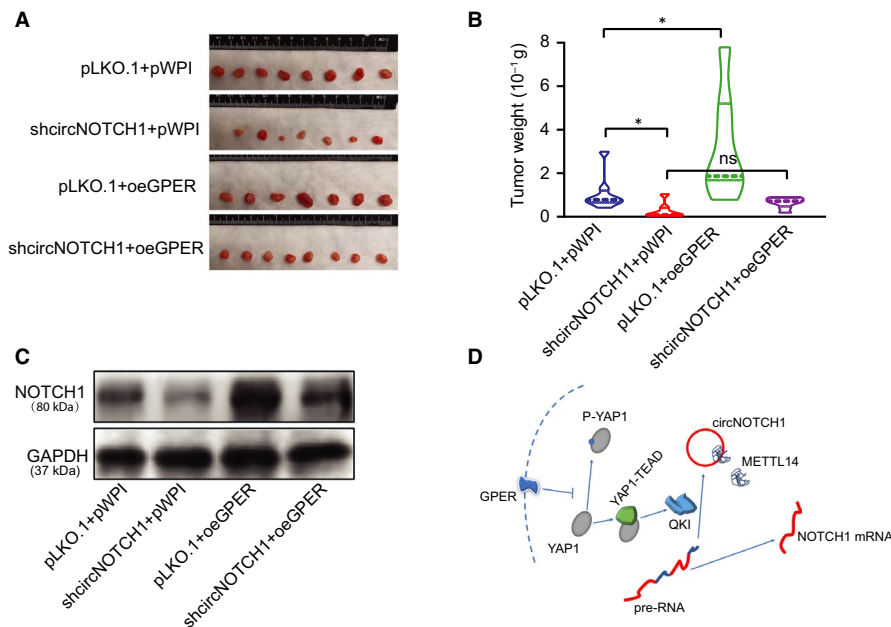 A
pLKO.1+pWPI
shcircNOTCH1+pWPI
pLKO.1+oeGPER
shcircNOTCH1+oeGPER
B
Tumor weight (10⁻¹ g)
8
6
4
2
0
*
*
ns
pLKO.1+pWPI
shcircNOTCH11+pWPI
pLKO.1+oeGPER
shcircNOTCH1+oeGPER
C
NOTCH1
(80 kDa)
GAPDH
(37 kDa)
pLKO.1+pWPI
shcircNOTCH1+pWPI
pLKO.1+oeGPER
shcircNOTCH1+oeGPER
D
P-YAP1
circNOTCH1
METTL14
GPER
YAP1-TEAD
YAP1
QKI
NOTCH1 mRNA
pre-RNA